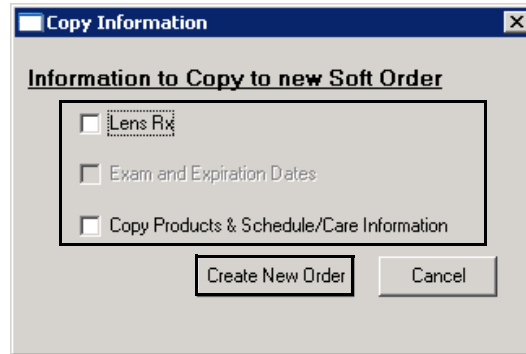 Copy Information
Information to Copy to new Soft Order
Lens Rx
Exam and Expiration Dates
Copy Products & Schedule/Care Information
Create New Order Cancel